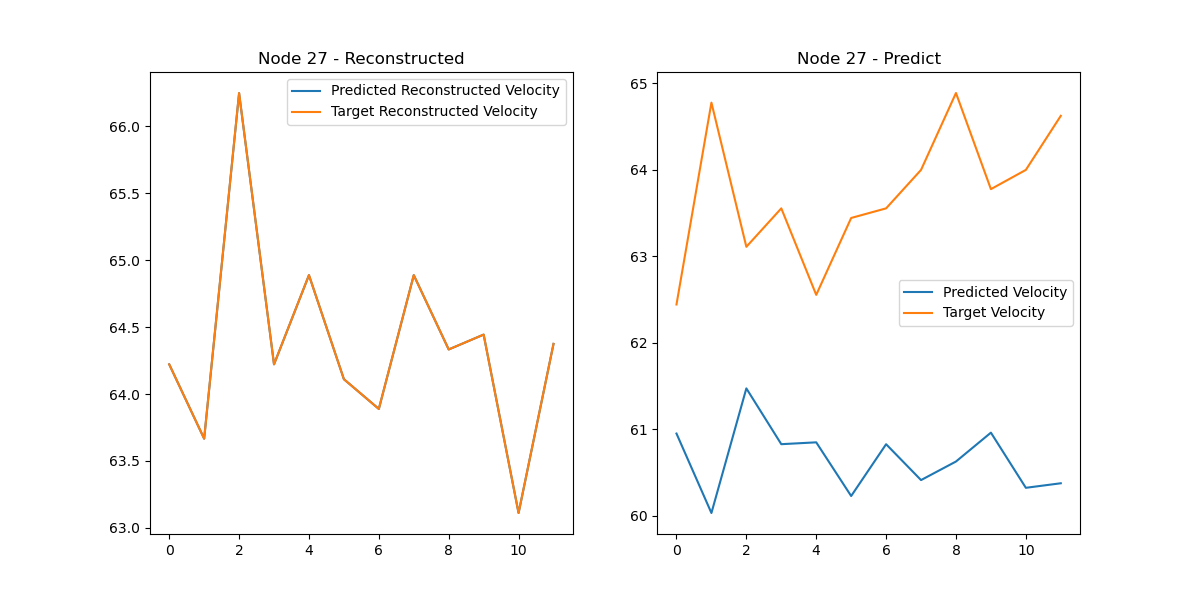 Node 27 - Reconstructed
Predicted Reconstructed Velocity
Target Reconstructed Velocity
66.0
65.5
65.0
64.5
64.0
63.5
63.0
0 2 4 6 8 10
Node 27 - Predict
65
64
63
Predicted Velocity
Target Velocity
62
61
60
0 2 4 6 8 10